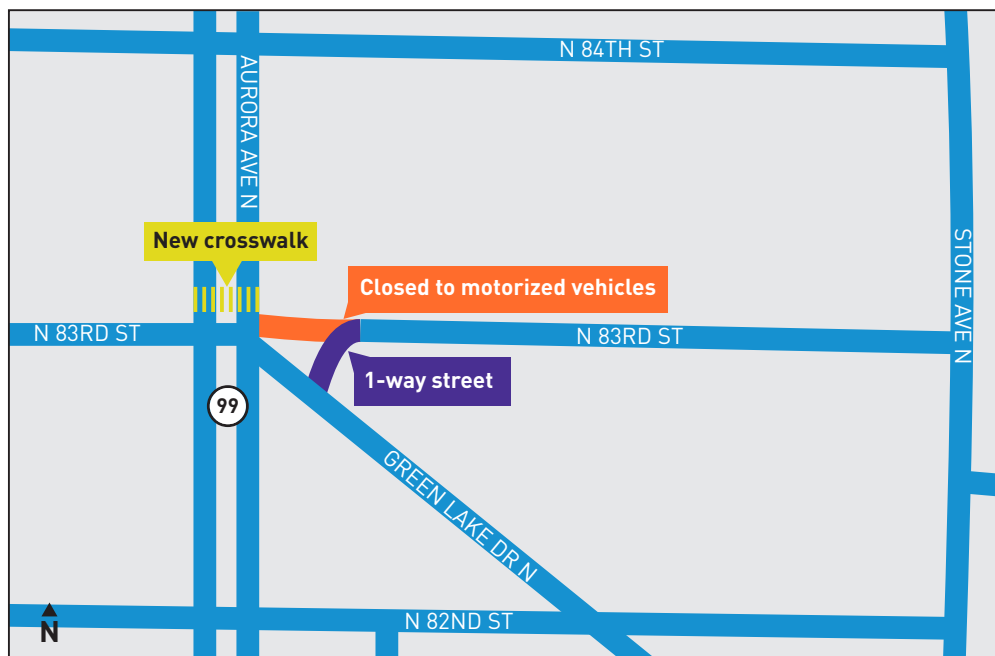 N 84TH ST
AURORA AVE N
New crosswalk
Closed to motorized vehicles
N 83RD ST
N 83RD ST
STONE AVE N
1-way street
99
GREEN LAKE DR N
N
N 82ND ST